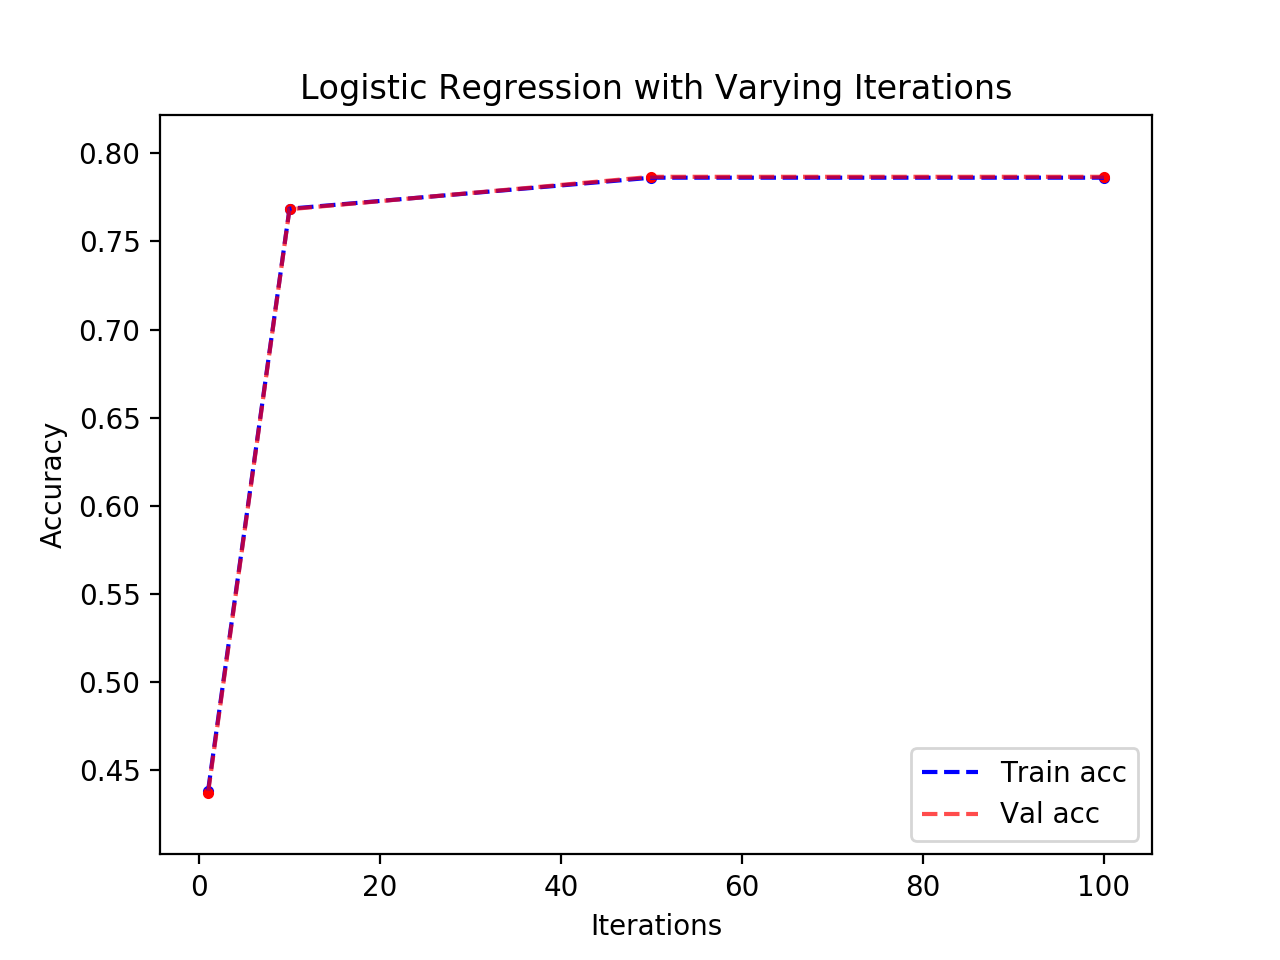 Logistic Regression with Varying Iterations
0.80
0.75
0.70
0.65
0.60
0.55
0.50
0.45
Accuracy
Train acc
Val acc
0 20 40 60 80 100
Iterations